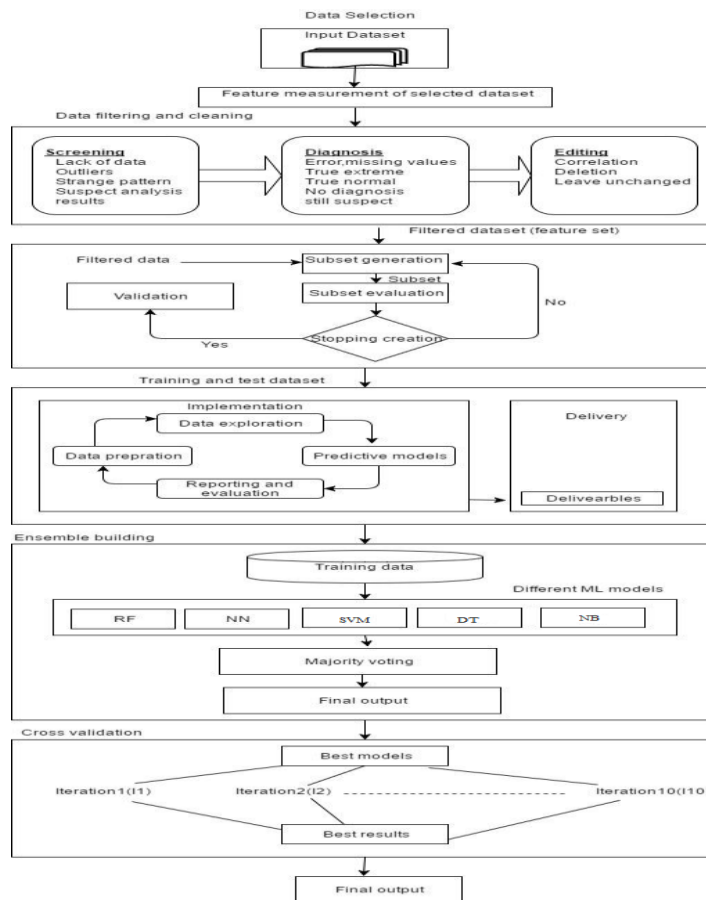 Data Selection
Input Dataset
Feature measurement of selected dataset
Data filtering and cleaning
Screening
Lack of data
Outliers
Strange pattern
Suspect analysis
results
Diagnosis
Error,missing values
True extreme
True normal
No diagnosis
still suspect
Editing
Correlation
Deletion
Leave unchanged
Filtered dataset (feature set)
Filtered data
Subset generation
Subset
Subset evaluation
Validation
No
Yes
Stopping creation
Training and test dataset
Implementation
Data exploration
Data prepration
Predictive models
Reporting and
evaluation
Delivery
Delivearbles
Ensemble building
Training data
Different ML models
RF
NN
SVM
DT
NB
Majority voting
Final output
Cross validation
Best models
Iteration1(I1)
Iteration2(I2)
Iteration10(I10
Best results
Final output